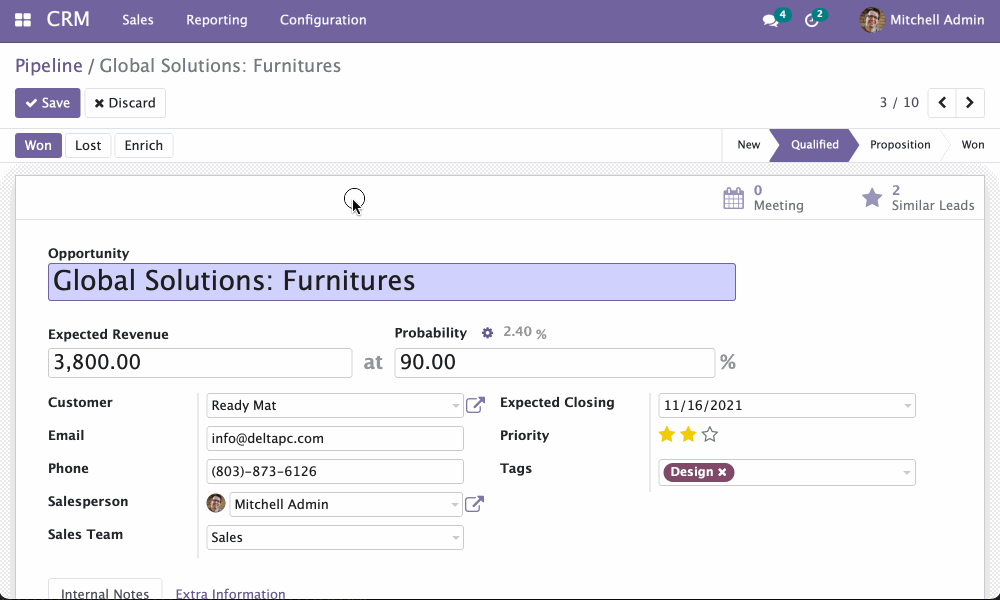 CRM Sales Reporting Configuration 4 2 Mitchell Admin
Pipeline / Global Solutions: Furnitures
Save Discard 3 / 10
Won Lost Enrich New Qualified Proposition Won
0 Meeting 2 Similar Leads
Opportunity
Global Solutions: Furnitures
Expected Revenue Probability 2.40 %
3,800.00 at 90.00 %
Customer Ready Mat Expected Closing 11/16/2021
Email info@deltapc.com Priority
Phone (803)-873-6126 Tags Design
Salesperson Mitchell Admin
Sales Team Sales
Internal Notes Extra Information